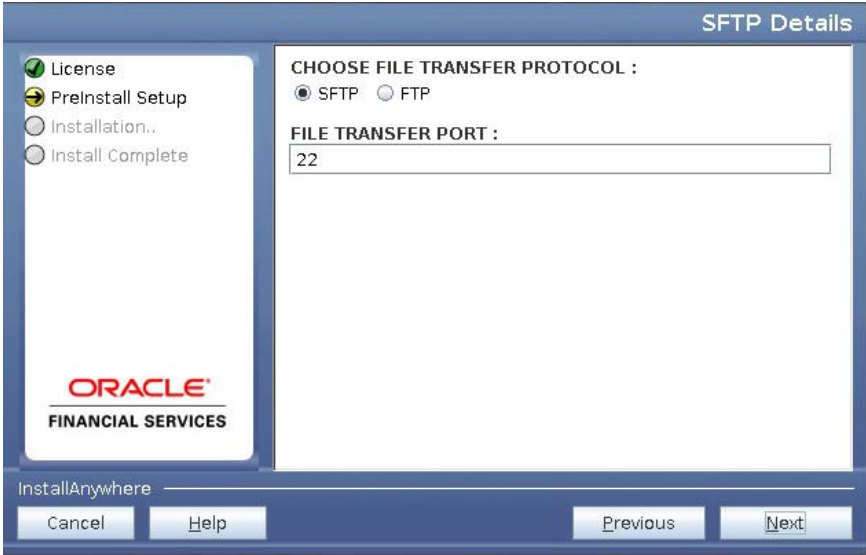 SFTP Details
License
PreInstall Setup
Installation..
Install Complete
ORACLE®
FINANCIAL SERVICES
CHOOSE FILE TRANSFER PROTOCOL :
SFTP FTP
FILE TRANSFER PORT :
22
InstallAnywhere
Cancel Help Previous Next